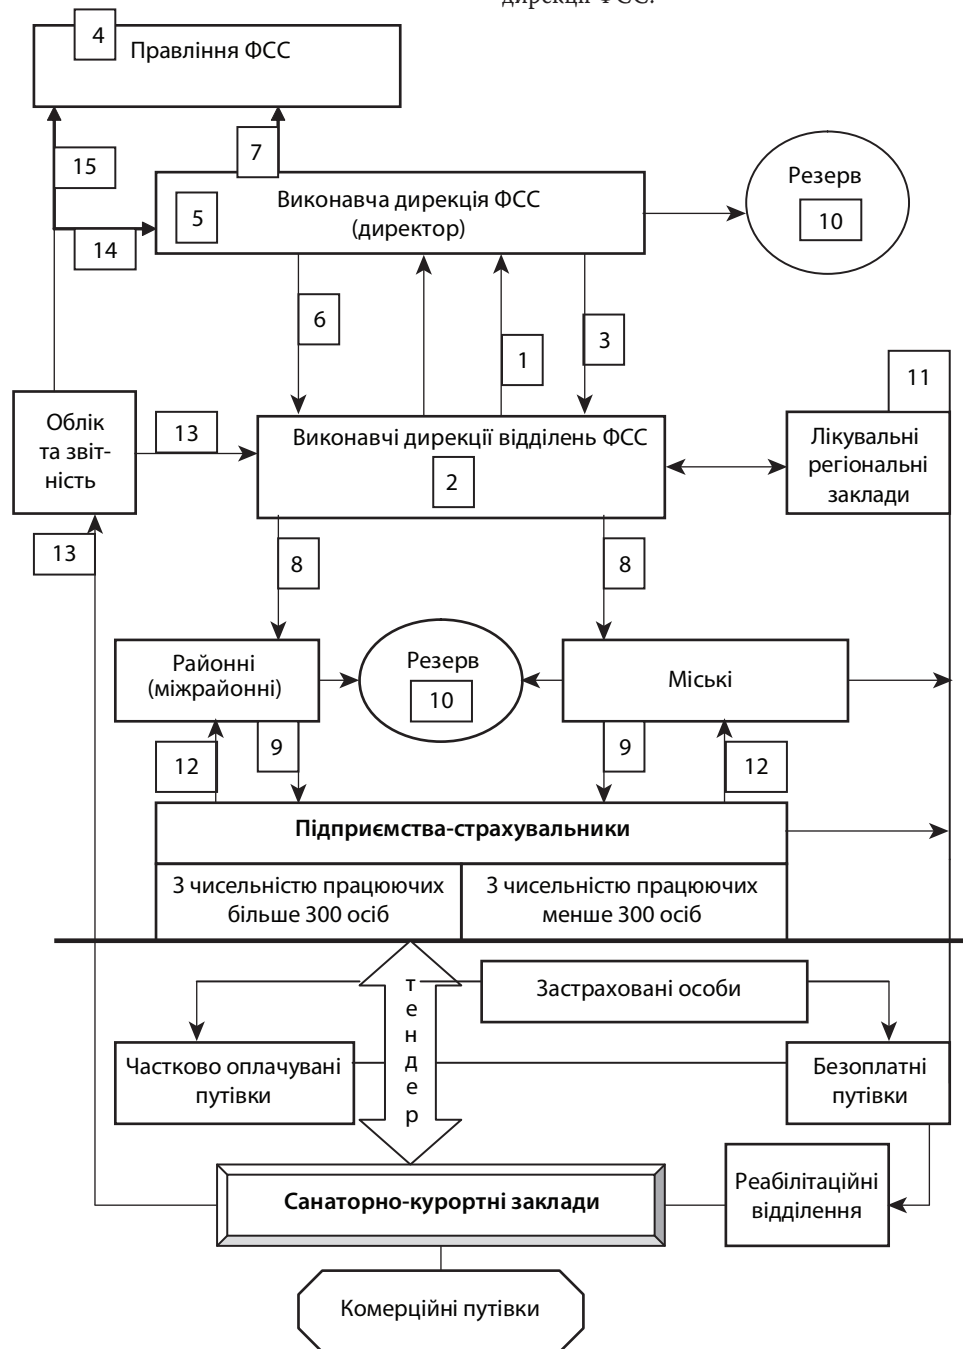 дирекції ФСС.
4
Правління ФСС
15
7
14
5
Виконавча дирекція ФСС
(директор)
Резерв
10
6
1
3
11
Облік
та звіт-
ність
13
Виконавчі дирекції відділень ФСС
2
Лікувальні
регіональні
заклади
13
8
8
Районні
(міжрайонні)
Резерв
10
Міські
12
9
9
12
Підприємства-страхувальники
З чисельністю працюючих
більше 300 осіб
З чисельністю працюючих
менше 300 осіб
тендер
Застраховані особи
Частково оплачувані
путівки
Безоплатні
путівки
Санаторно-курортні заклади
Реабілітаційні
відділення
Комерційні путівки